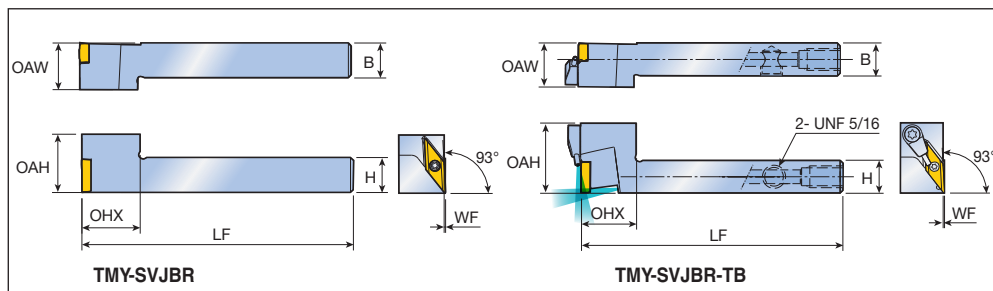 OAW
B
OAW
B
2- UNF 5/16
OAH
H
93°
OAH
H
93°
OHX
WF
OHX
WF
LF
LF
TMY-SVJBR
TMY-SVJBR-TB